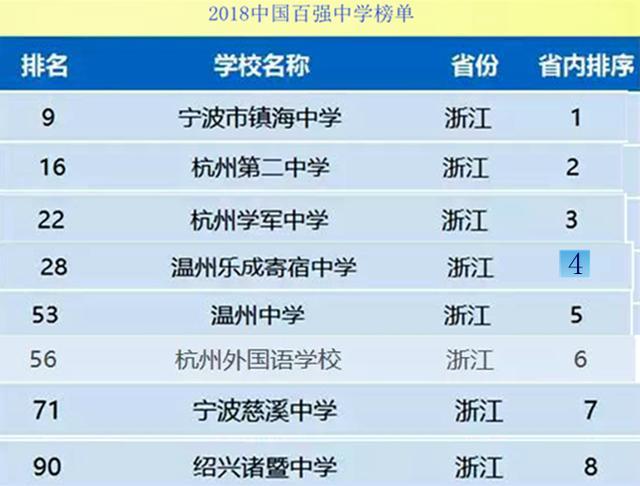 2018中国百强中学榜单
排名 学校名称 省份 省内排序
9 宁波市镇海中学 浙江 1
16 杭州第二中学 浙江 2
22 杭州学军中学 浙江 3
28 温州乐成寄宿中学 浙江 4
53 温州中学 浙江 5
56 杭州外国语学校 浙江 6
71 宁波慈溪中学 浙江 7
90 绍兴诸暨中学 浙江 8